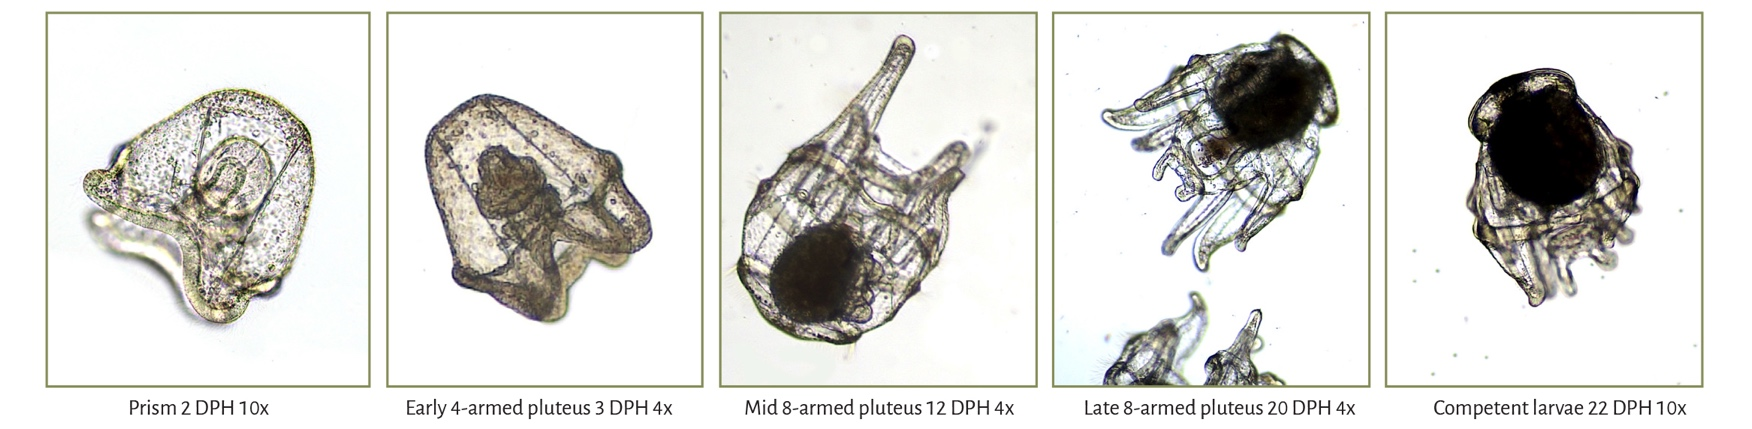 Prism 2 DPH 10x
Early 4-armed pluteus 3 DPH 4x
Mid 8-armed pluteus 12 DPH 4x
Late 8-armed pluteus 20 DPH 4x
Competent larvae 22 DPH 10x